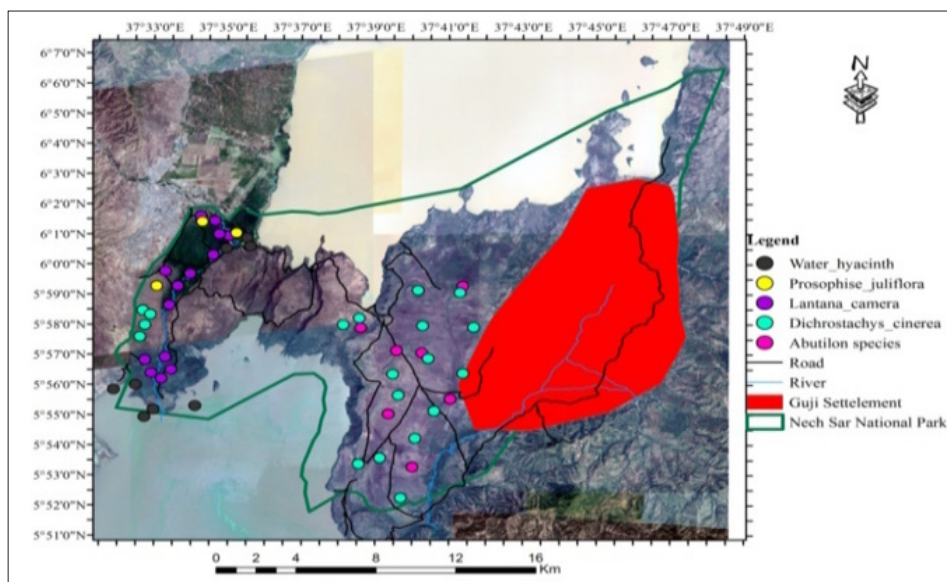 37°33'0"E 37°35'0"E 37°37'0"E 37°39'0"E 37°41'0"E 37°43'0"E 37°45'0"E 37°47'0"E 37°49'0"E
N
6°7'0"N
6°6'0"N
6°5'0"N
6°4'0"N
6°3'0"N
6°2'0"N
6°1'0"N
6°0'0"N
5°59'0"N
5°58'0"N
5°57'0"N
5°56'0"N
5°55'0"N
5°54'0"N
5°53'0"N
5°52'0"N
5°51'0"N
Legend
Water_hyacinth
Prosophise_juliflora
Lantana_camera
Dichrostachys_cinerea
Abutilon species
Road
River
Guji Settelement
Nech Sar National Park
0 2 4 8 12 16
Km